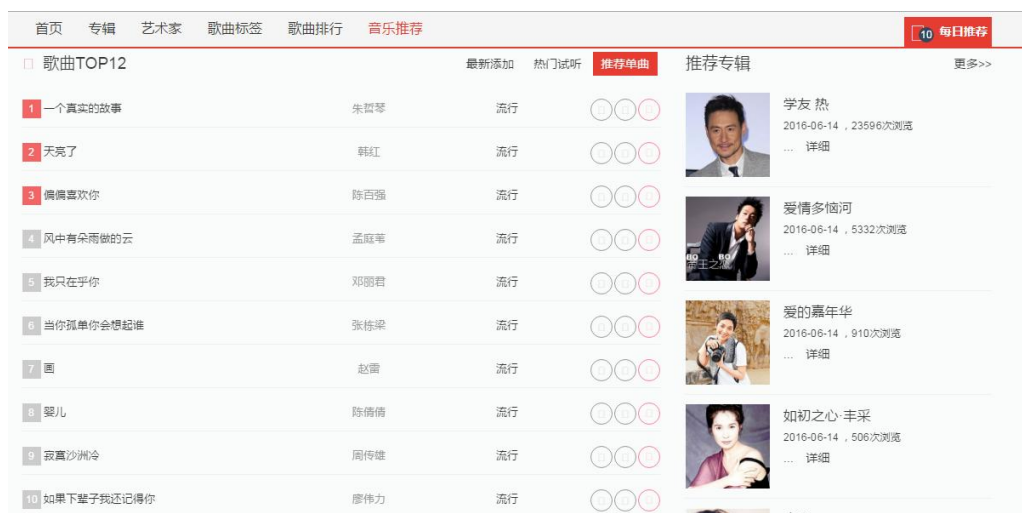 首页 专辑 艺术家 歌曲标签 歌曲排行 音乐推荐
10 每日推荐
歌曲TOP12 最新添加 热门试听 推荐单曲
1 一个真实的故事 朱哲琴 流行
2 天亮了 韩红 流行
3 偏偏喜欢你 陈百强 流行
4 风中有朵雨做的云 孟庭苇 流行
5 我只在乎你 邓丽君 流行
6 当你孤单你会想起谁 张栋梁 流行
7 画 赵雷 流行
8 婴儿 陈倩倩 流行
9 寂寞沙洲冷 周传雄 流行
10 如果下辈子我还记得你 廖伟力 流行
推荐专辑 更多>>
学友 热
2016-06-14 , 23596次浏览
... 详细
爱情多恼河
2016-06-14 , 5332次浏览
... 详细
帝王之恋
爱的嘉年华
2016-06-14 , 910次浏览
... 详细
如初之心·丰采
2016-06-14 , 506次浏览
... 详细